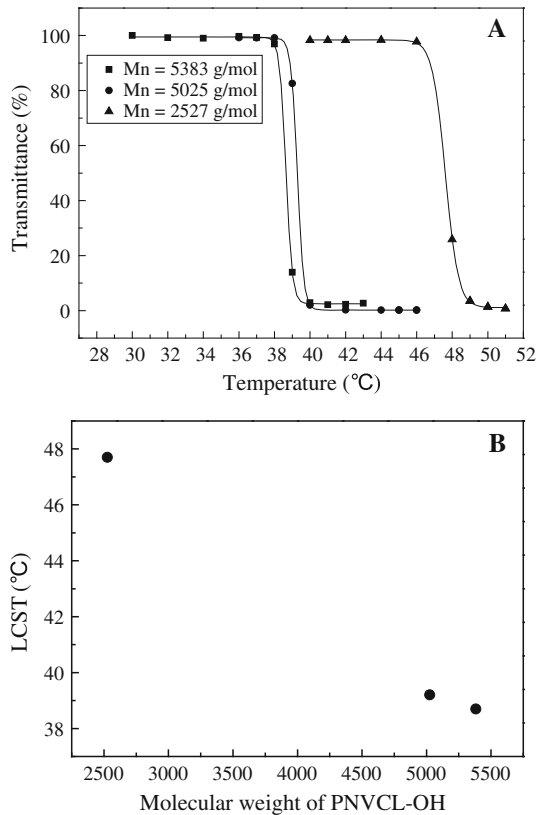 A
100
80
60
40
20
0
Transmittance (%)
Mn = 5383 g/mol
Mn = 5025 g/mol
Mn = 2527 g/mol
28 30 32 34 36 38 40 42 44 46 48 50 52
Temperature (℃)
B
48
46
44
42
40
38
LCST (℃)
2500 3000 3500 4000 4500 5000 5500
Molecular weight of PNVCL-OH